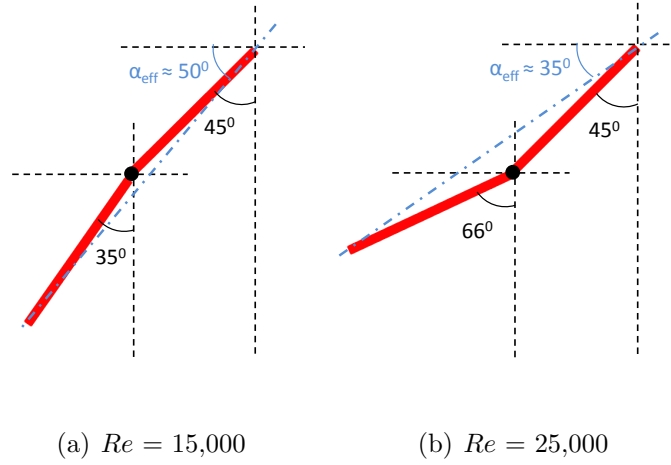 α_eff ≈ 50⁰
α_eff ≈ 35⁰
45⁰
45⁰
35⁰
66⁰
(a) Re = 15,000
(b) Re = 25,000